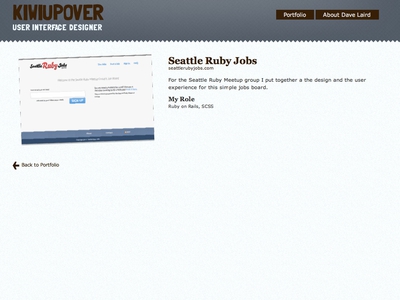 KIWIUPOVER
USER INTERFACE DESIGNER
Portfolio
About Dave Laird
Seattle Ruby Jobs
Seattle Ruby Jobs
seattlerubyjobs.com
For the Seattle Ruby Meetup group I put together a the design and the user
experience for this simple jobs board.
My Role
Ruby on Rails, SCSS
SIGN UP
Back to Portfolio